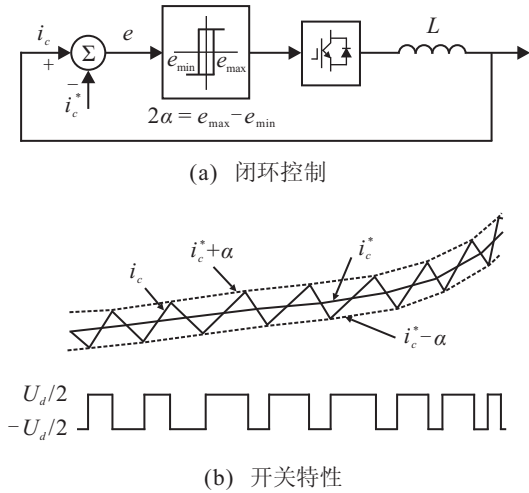 i_c
+
Σ
−
i_c^*
e
e_min
e_max
2α = e_max−e_min
L
(a) 闭环控制
i_c
i_c^*+α
i_c^*
i_c^*−α
U_d/2
−U_d/2
(b) 开关特性